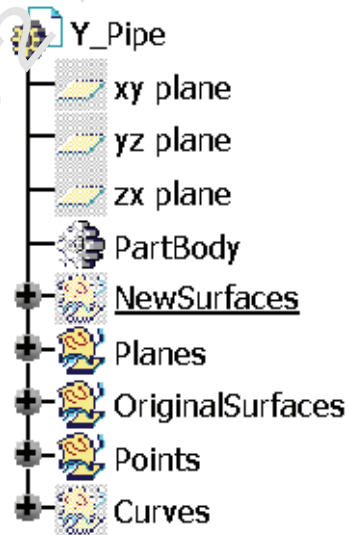 Y_Pipe
xy plane
yz plane
zx plane
PartBody
NewSurfaces
Planes
OriginalSurfaces
Points
Curves